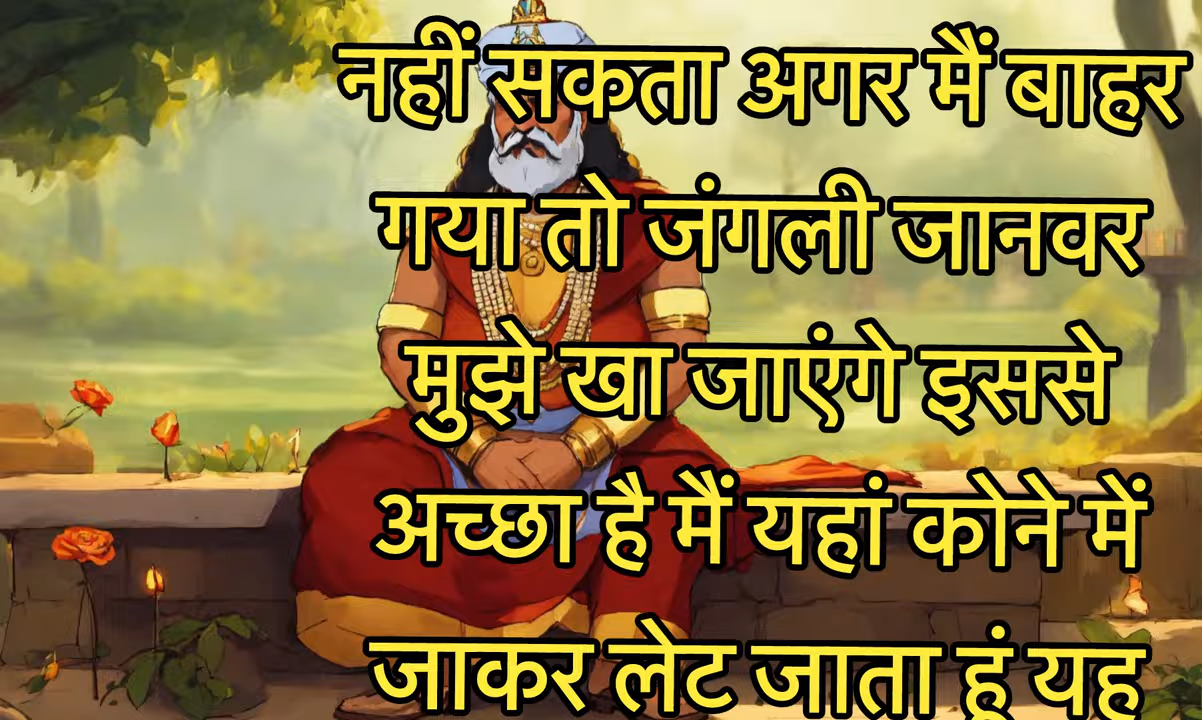 नहीं सकता अगर मैं बाहर
गया तो जंगली जानवर
मुझे खा जाएंगे इससे
अच्छा है मैं यहां कोने में
जाकर लेट जाता हूं यह